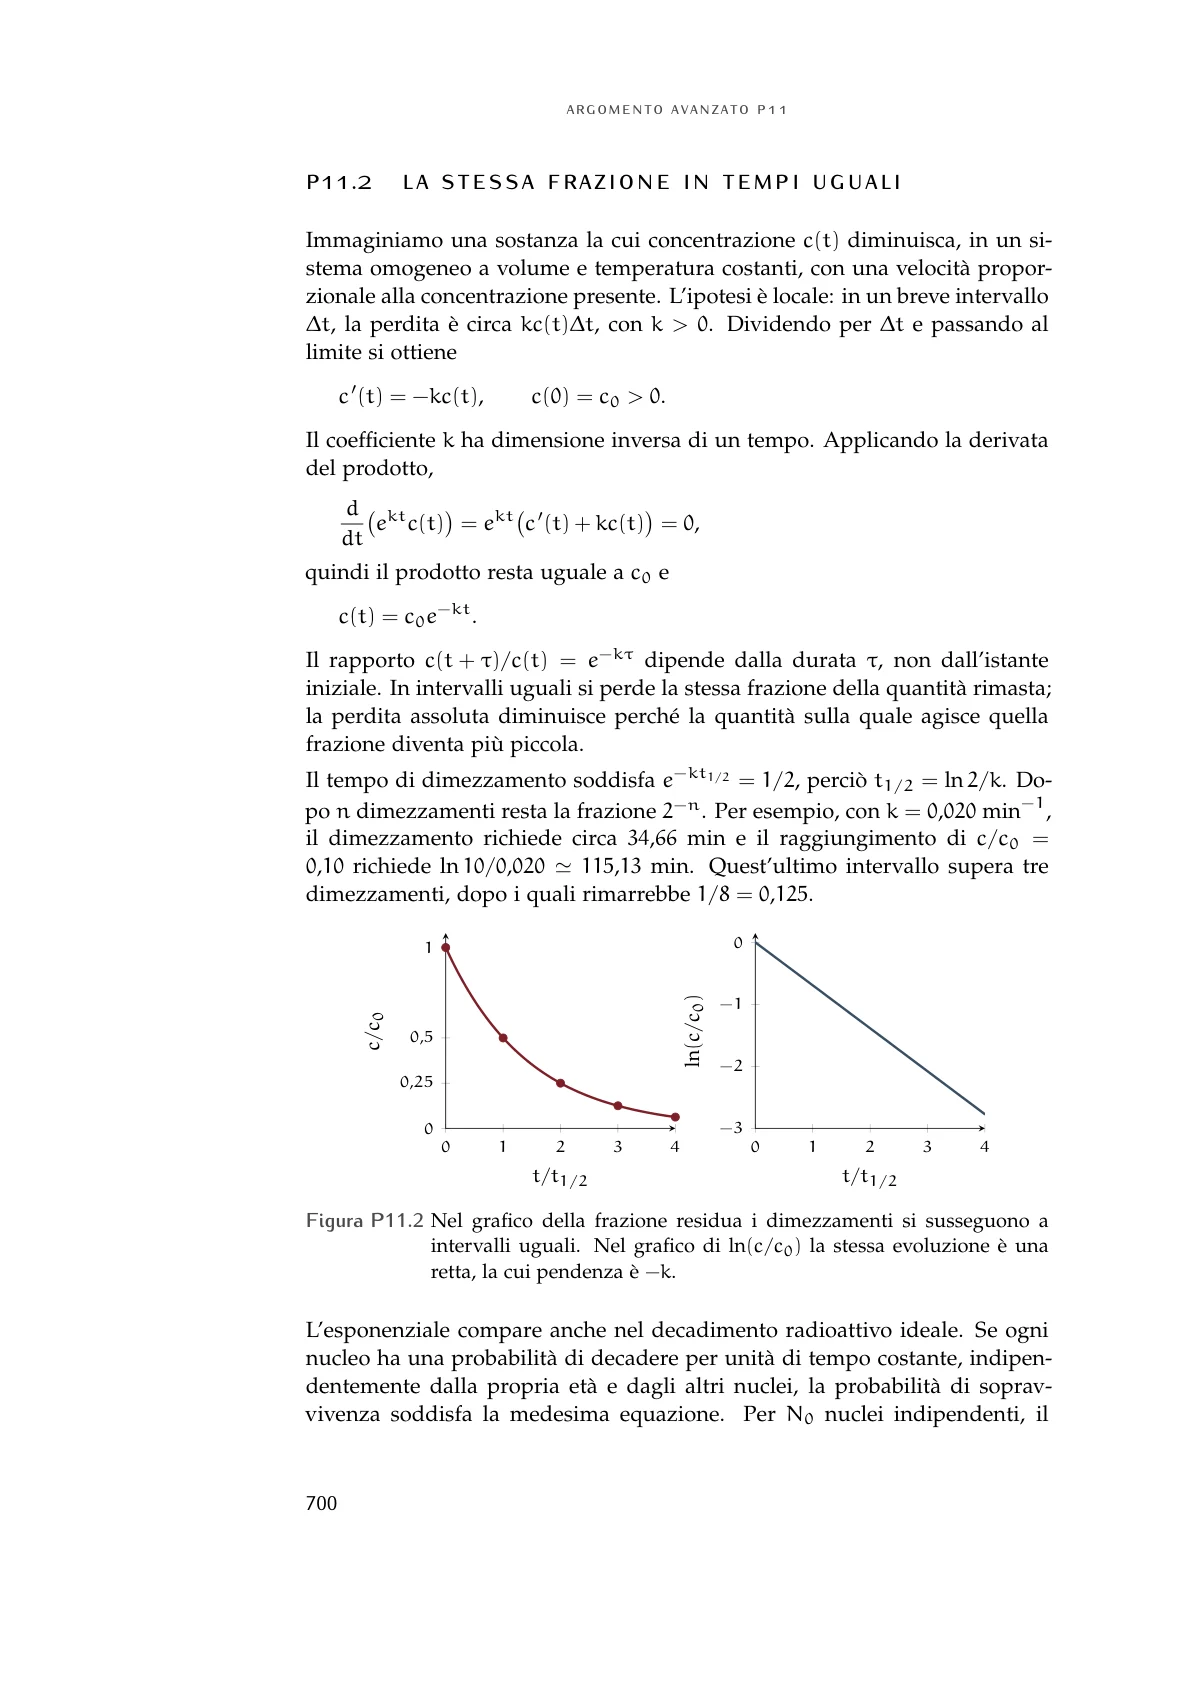 ARGOMENTO AVANZATO P11
P11.2 LA STESSA FRAZIONE IN TEMPI UGUALI
Immaginiamo una sostanza la cui concentrazione c(t) diminuisca, in un si-
stema omogeneo a volume e temperatura costanti, con una velocità propor-
zionale alla concentrazione presente. L'ipotesi è locale: in un breve intervallo
Δt, la perdita è circa kc(t)Δt, con k > 0. Dividendo per Δt e passando al
limite si ottiene
c′(t) = −kc(t), c(0) = c₀ > 0.
Il coefficiente k ha dimensione inversa di un tempo. Applicando la derivata
del prodotto,
d/dt (e^{kt}c(t)) = e^{kt}(c′(t) + kc(t)) = 0,
quindi il prodotto resta uguale a c₀ e
c(t) = c₀e^{−kt}.
Il rapporto c(t + τ)/c(t) = e^{−kτ} dipende dalla durata τ, non dall'istante
iniziale. In intervalli uguali si perde la stessa frazione della quantità rimasta;
la perdita assoluta diminuisce perché la quantità sulla quale agisce quella
frazione diventa più piccola.
Il tempo di dimezzamento soddisfa e^{−kt_{1/2}} = 1/2, perciò t_{1/2} = ln 2/k. Do-
po n dimezzamenti resta la frazione 2^{−n}. Per esempio, con k = 0,020 min^{−1},
il dimezzamento richiede circa 34,66 min e il raggiungimento di c/c₀ =
0,10 richiede ln 10/0,020 ≃ 115,13 min. Quest'ultimo intervallo supera tre
dimezzamenti, dopo i quali rimarrebbe 1/8 = 0,125.
c/c₀
1
0,5
0,25
0
0 1 2 3 4
t/t_{1/2}
ln(c/c₀)
0
−1
−2
−3
0 1 2 3 4
t/t_{1/2}
Figura P11.2 Nel grafico della frazione residua i dimezzamenti si susseguono a
intervalli uguali. Nel grafico di ln(c/c₀) la stessa evoluzione è una
retta, la cui pendenza è −k.
L'esponenziale compare anche nel decadimento radioattivo ideale. Se ogni
nucleo ha una probabilità di decadere per unità di tempo costante, indipen-
dentemente dalla propria età e dagli altri nuclei, la probabilità di soprav-
vivenza soddisfa la medesima equazione. Per N₀ nuclei indipendenti, il
700